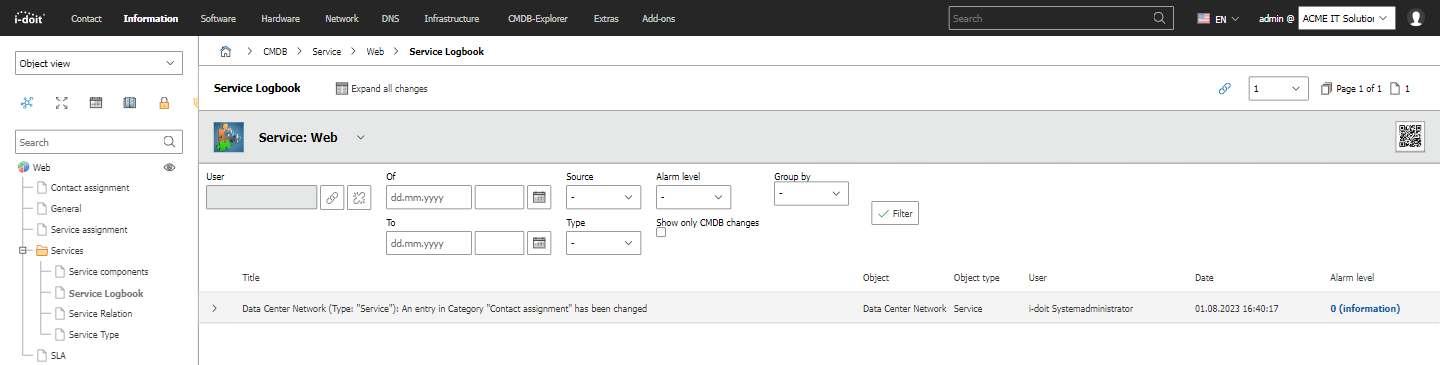 i-doit Contact Information Software Hardware Network DNS Infrastructure CMDB-Explorer Extras Add-ons Search EN admin @ ACME IT Solution
Object view
CMDB Service Web Service Logbook
Service Logbook Expand all changes 1 Page 1 of 1 1
Service: Web
Search
Web
Contact assignment
General
Service assignment
Services
Service components
Service Logbook
Service Relation
Service Type
SLA
User Of Source Alarm level Group by
dd.mm.yyyy - - -
Filter
To Type Show only CMDB changes
dd.mm.yyyy -
Title Object Object type User Date Alarm level
Data Center Network (Type: "Service"): An entry in Category "Contact assignment" has been changed Data Center Network Service i-doit Systemadministrator 01.08.2023 16:40:17 0 (information)